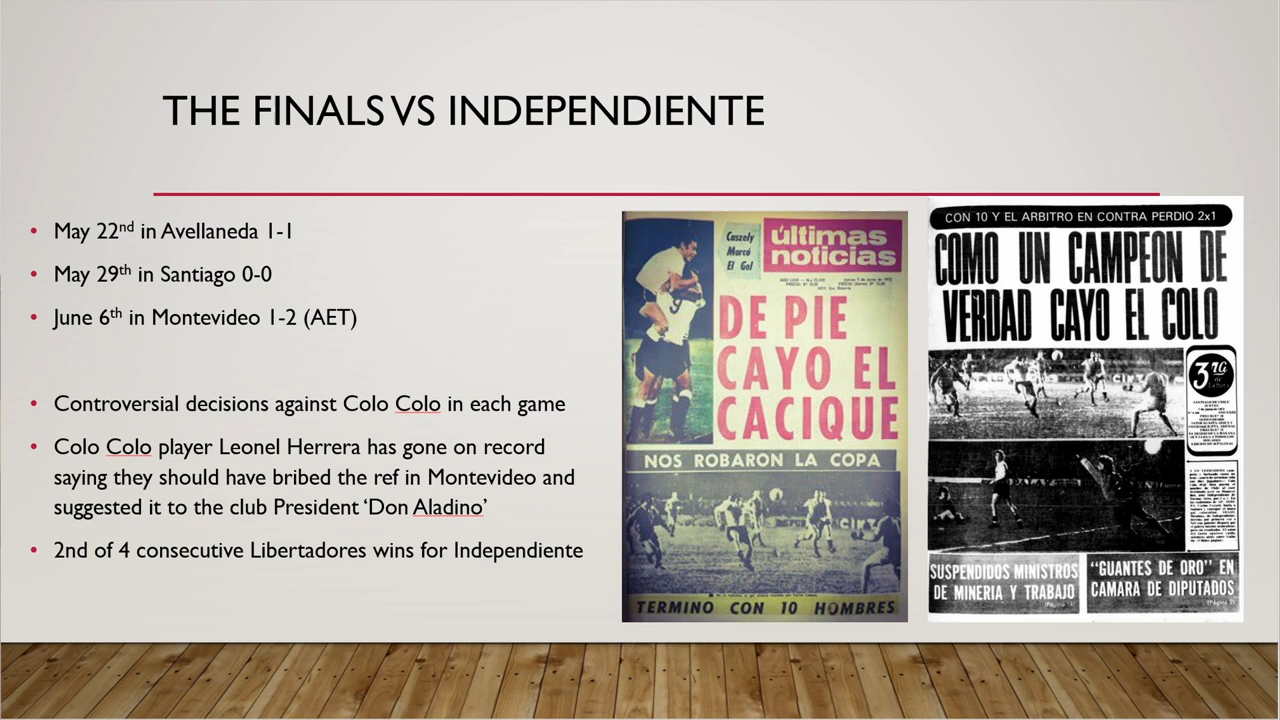 THE FINALS VS INDEPENDIENTE
• May 22nd in Avellaneda 1-1
• May 29th in Santiago 0-0
• June 6th in Montevideo 1-2 (AET)
• Controversial decisions against Colo Colo in each game
• Colo Colo player Leonel Herrera has gone on record
saying they should have bribed the ref in Montevideo and
suggested it to the club President ‘Don Aladino’
• 2nd of 4 consecutive Libertadores wins for Independiente
Caszely
Marcó
El Gol
últimas
noticias
DE PIE
CAYO EL
CACIQUE
NOS ROBARON LA COPA
TERMINO CON 10 HOMBRES
CON 10 Y EL ARBITRO EN CONTRA PERDIO 2x1
COMO UN CAMPEON DE
VERDAD CAYO EL COLO
3ra
SUSPENDIDOS MINISTROS
DE MINERIA Y TRABAJO
“GUANTES DE ORO” EN
CAMARA DE DIPUTADOS